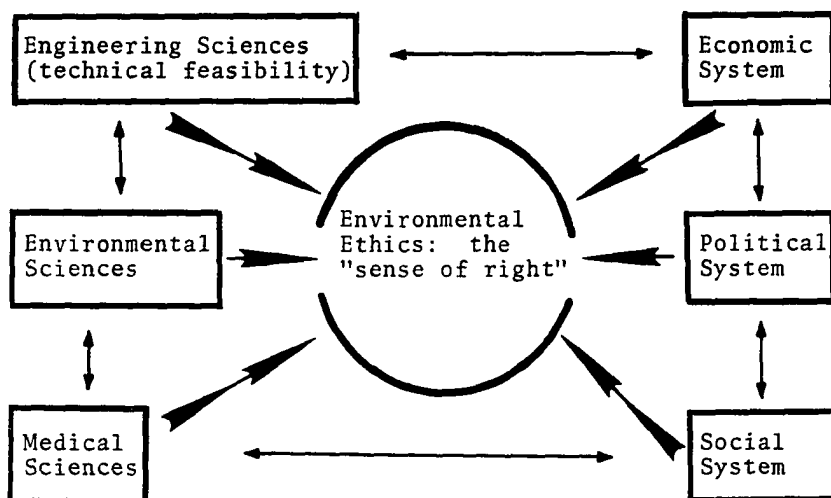 Engineering Sciences
(technical feasibility)
Economic
System
Environmental
Sciences
Environmental
Ethics: the
"sense of right"
Political
System
Medical
Sciences
Social
System